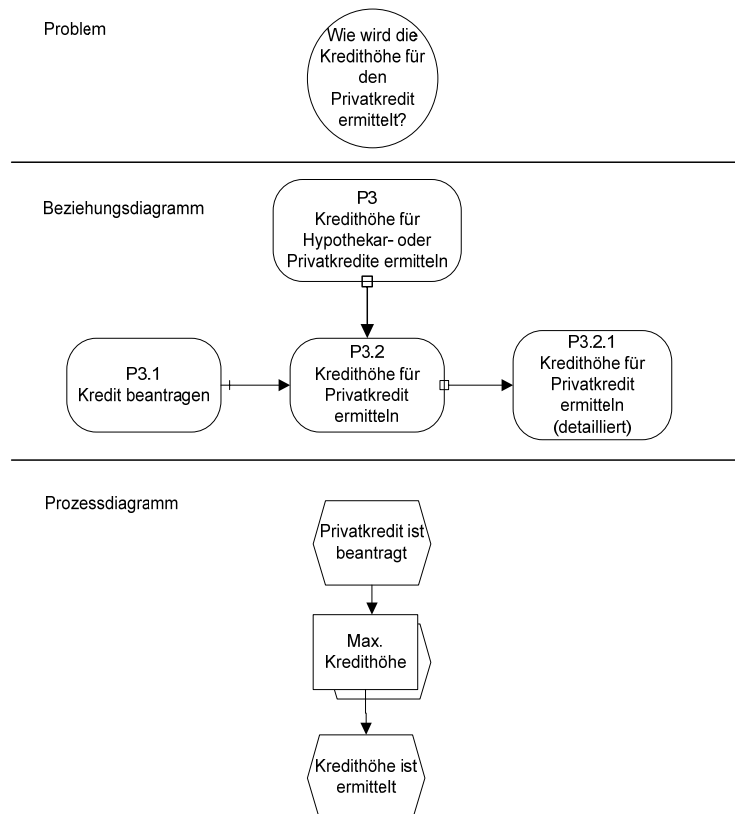 Problem
Wie wird die
Kredithöhe für
den
Privatkredit
ermittelt?
Beziehungsdiagramm
P3
Kredithöhe für
Hypothekar- oder
Privatkredite ermitteln
P3.1
Kredit beantragen
P3.2
Kredithöhe für
Privatkredit
ermitteln
P3.2.1
Kredithöhe für
Privatkredit
ermitteln
(detailliert)
Prozessdiagramm
Privatkredit ist
beantragt
Max.
Kredithöhe
Kredithöhe ist
ermittelt